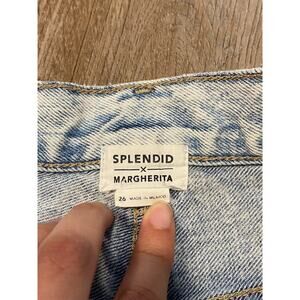 SPLENDID
X
MARGHERITA
26 MADE IN MEXICO